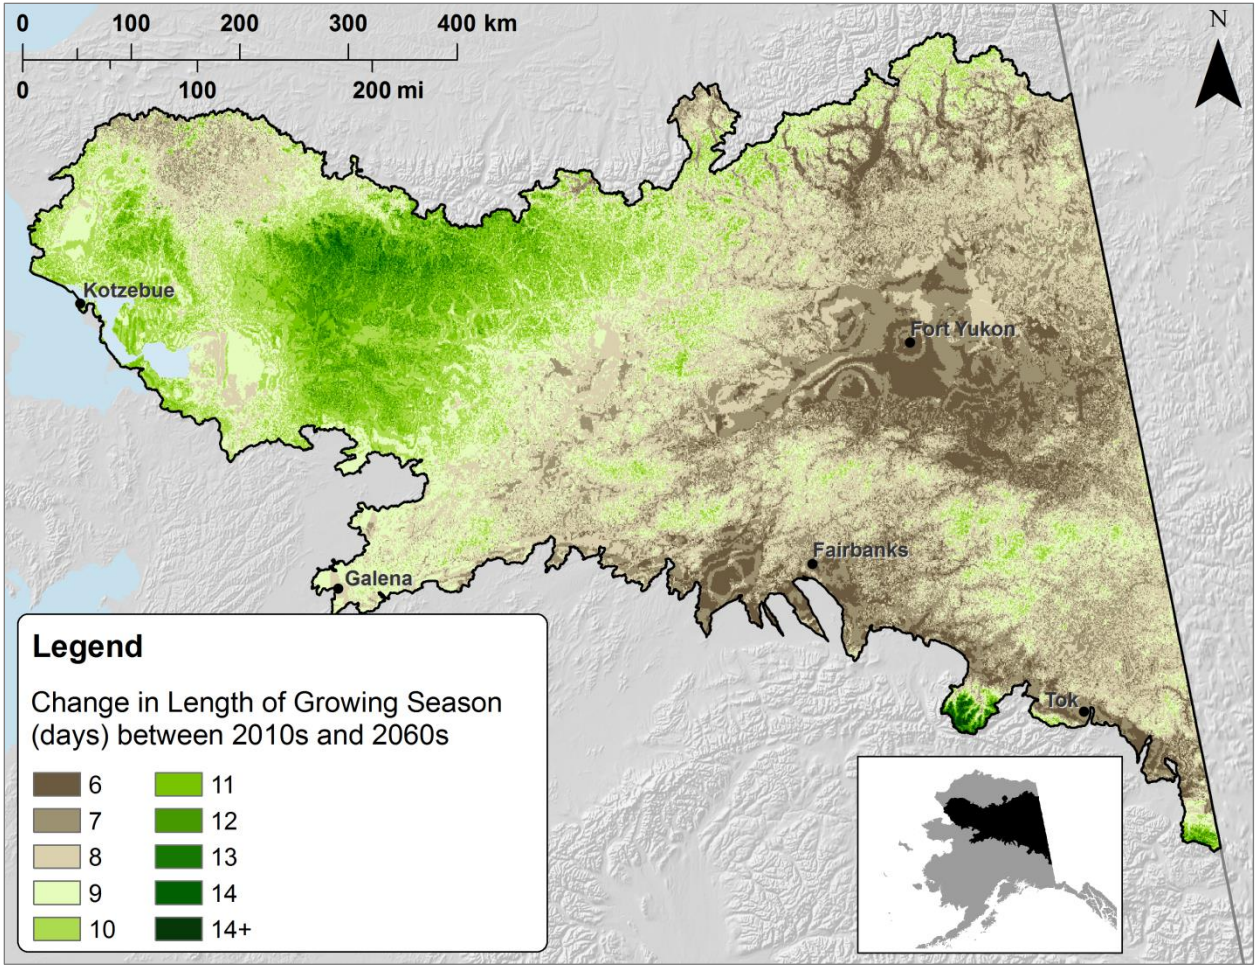 0 100 200 300 400 km
0 100 200 mi
N
Kotzebue
Fort Yukon
Fairbanks
Galena
Tok
Legend
Change in Length of Growing Season
(days) between 2010s and 2060s
6 11
7 12
8 13
9 14
10 14+